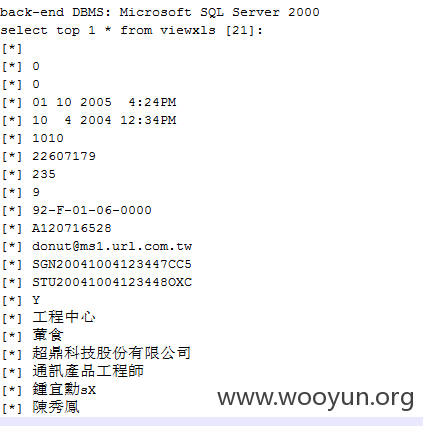 back-end DBMS: Microsoft SQL Server 2000
select top 1 * from viewxls [21]:
[*]
[*] 0
[*] 0
[*] 01 10 2005  4:24PM
[*] 10  4 2004 12:34PM
[*] 1010
[*] 22607179
[*] 235
[*] 9
[*] 92-F-01-06-0000
[*] A120716528
[*] donut@ms1.url.com.tw
[*] SGN20041004123447CC5
[*] STU20041004123448OXC
[*] Y
[*] 工程中心
[*] 葷食
[*] 超鼎科技股份有限公司
[*] 通訊產品工程師
[*] 鍾宜勳sX
[*] 陳秀鳳
www.wooyun.org